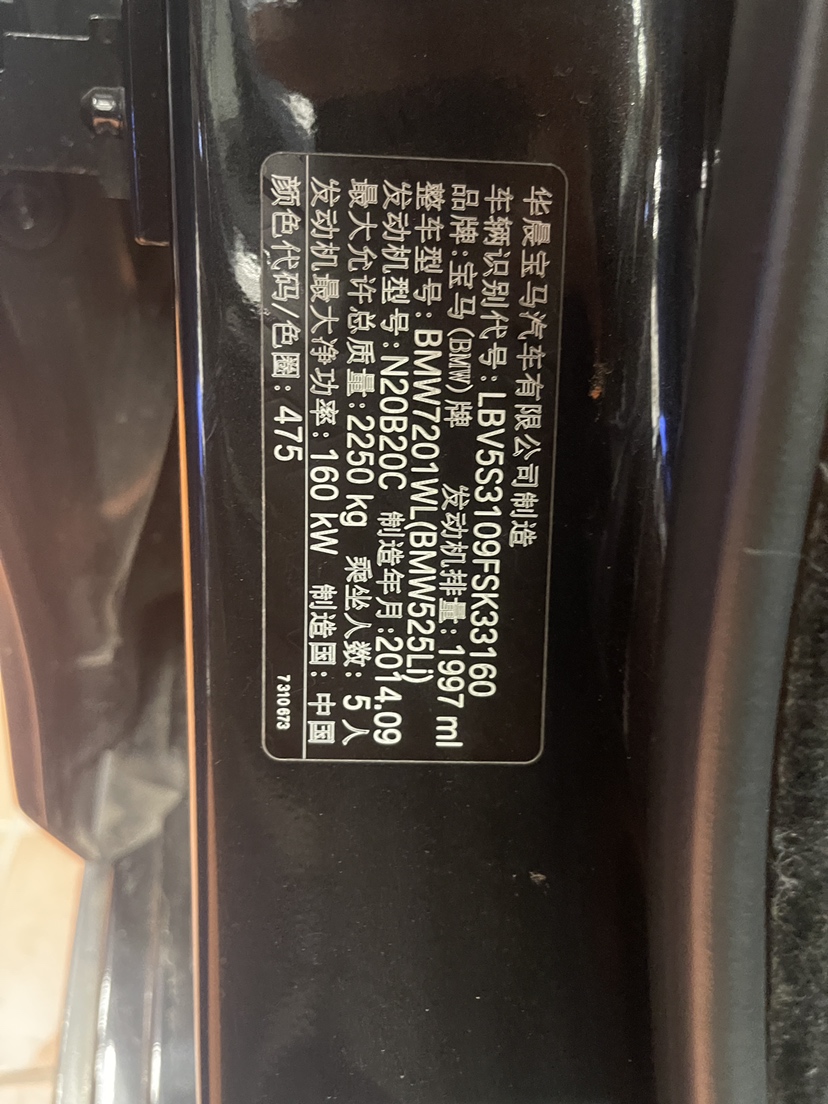 华晨宝马汽车有限公司制造
车辆识别代号:LBV5S3109FSK33160
品牌:宝马(BMW)牌 发动机排量:1997 ml
整车型号:BMW7201WL(BMW525Li)
发动机型号:N20B20C 制造年月:2014.09
最大允许总质量:2250 kg 乘坐人数:5人
发动机最大净功率:160 kW 制造国:中国
颜色代码/色圈:475
7310673